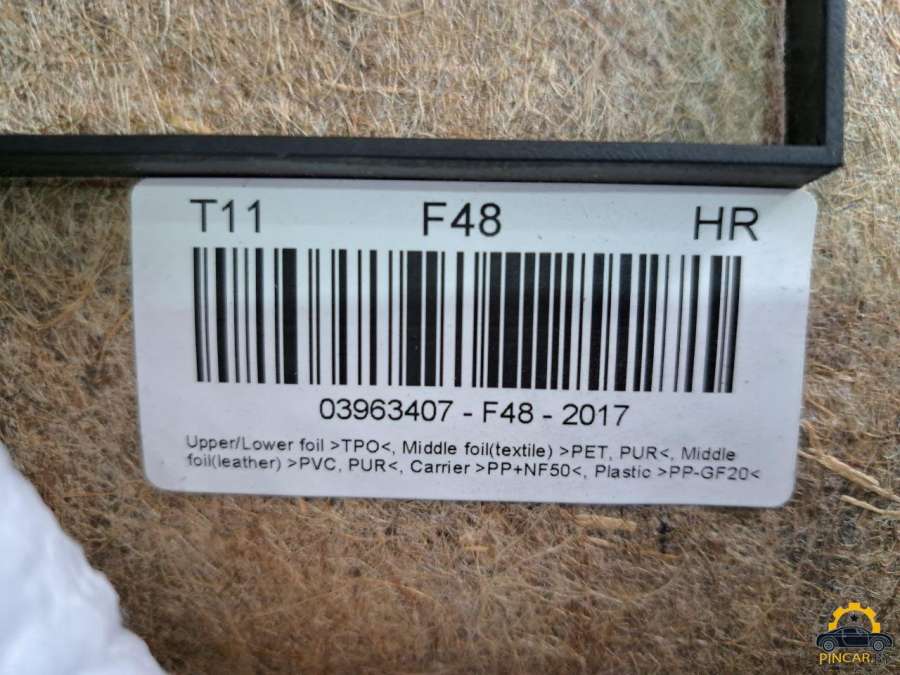 T11 F48 HR
03963407 - F48 - 2017
Upper/Lower foil >TPO<, Middle foil(textile) >PET, PUR<, Middle
foil(leather) >PVC, PUR<, Carrier >PP+NF50<, Plastic >PP-GF20<